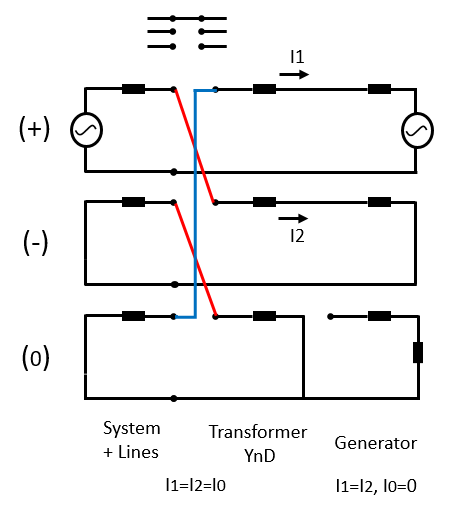 I1
(+)
(-)
I2
(0)
System
+ Lines
Transformer
YnD
Generator
I1=I2=I0
I1=I2, I0=0